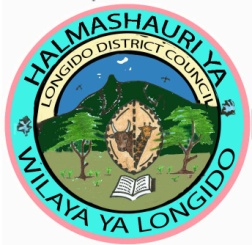 HALMASHAURI YA
LONGIDO DISTRICT COUNCIL
WILAYA YA LONGIDO